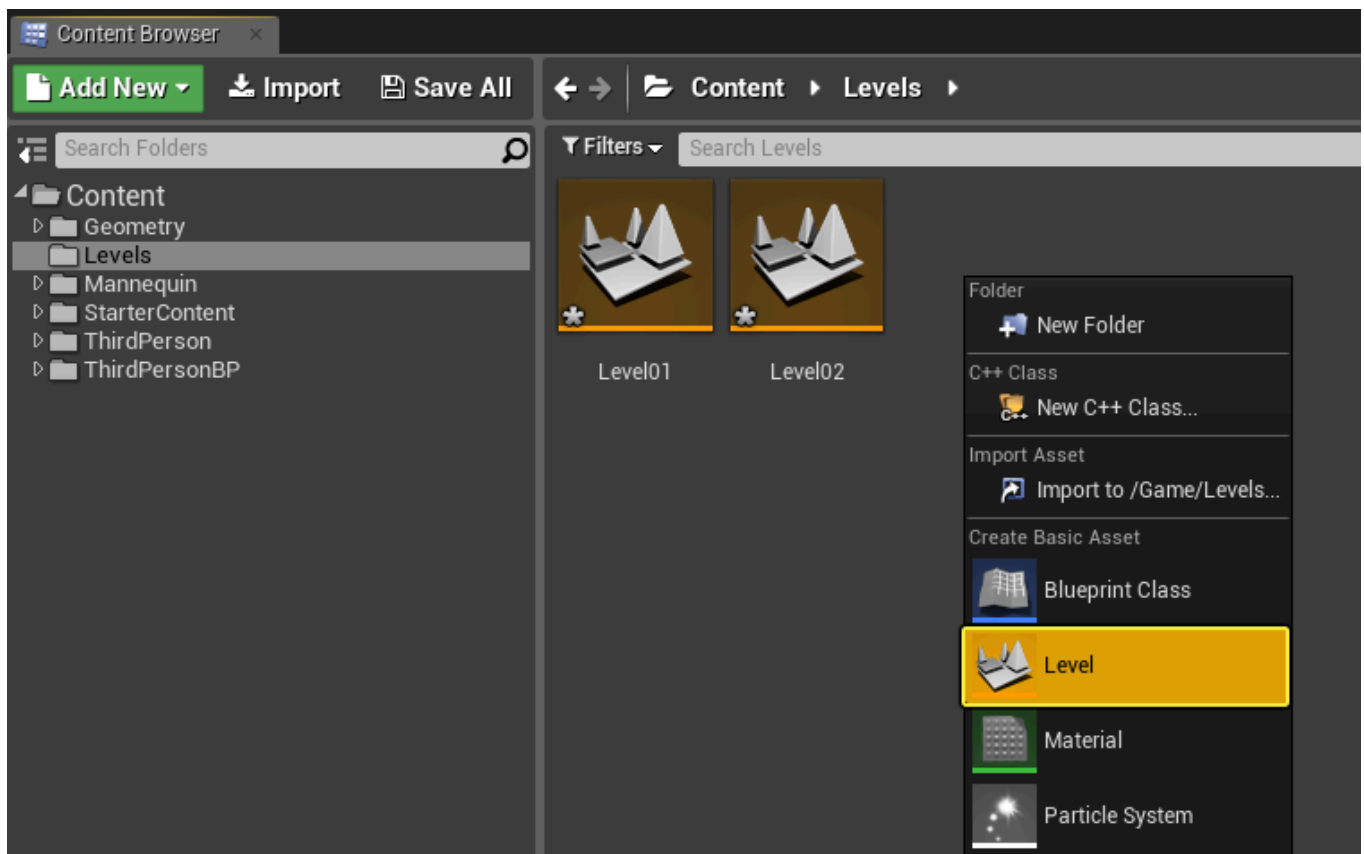 Content Browser
Add New Import Save All Content Levels
Search Folders Filters Search Levels
Content
Geometry
Levels
Mannequin
StarterContent
ThirdPerson
ThirdPersonBP
Level01 Level02
Folder
New Folder
C++ Class
C++ New C++ Class...
Import Asset
Import to /Game/Levels...
Create Basic Asset
Blueprint Class
Level
Material
Particle System